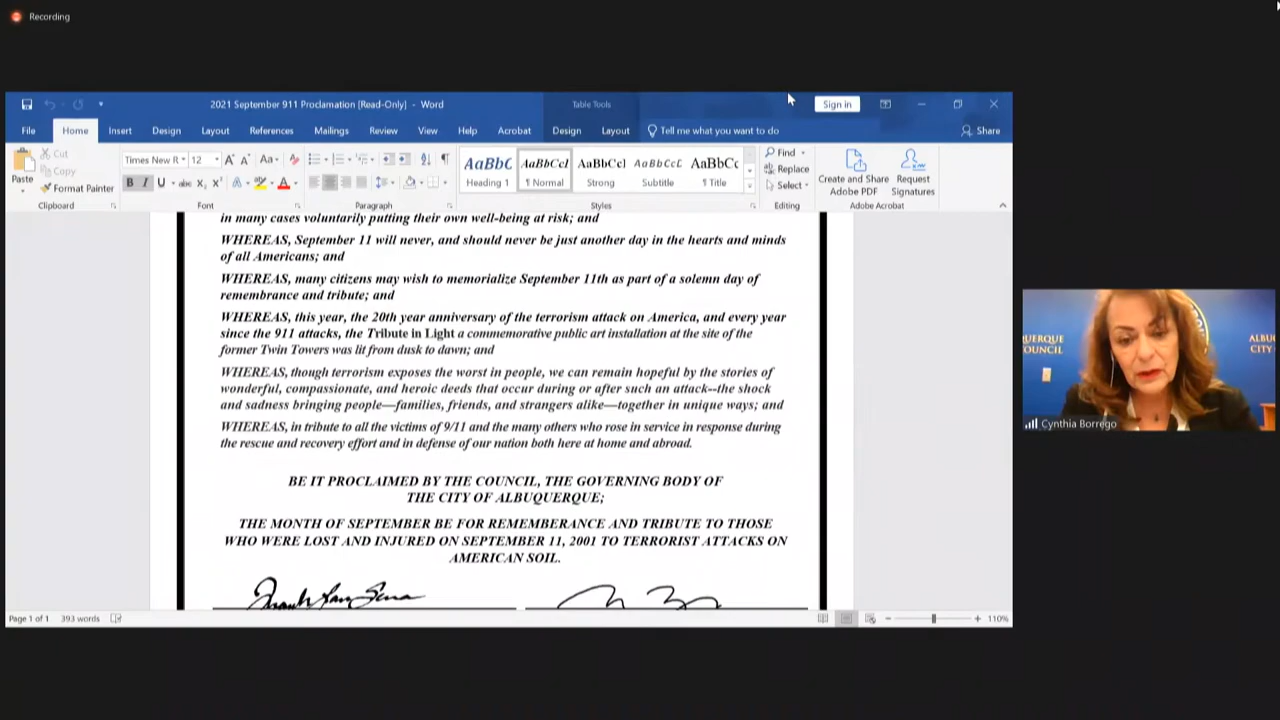 Recording
2021 September 911 Proclamation [Read-Only] - Word
Table Tools
Sign in
File Home Insert Design Layout References Mailings Review View Help Acrobat Design Layout Tell me what you want to do Share
Paste
Cut
Copy
Format Painter
Clipboard
Times New R 12
Font
Paragraph
AaBbC AaBbCcI AaBbCcI AaBbCcL AaBbCc
Heading 1 ¶ Normal Strong Subtitle ¶ Title
Styles
Find
Replace
Select
Editing
Create and Share Request
Adobe PDF Signatures
Adobe Acrobat
in many cases voluntarily putting their own well-being at risk; and
WHEREAS, September 11 will never, and should never be just another day in the hearts and minds
of all Americans; and
WHEREAS, many citizens may wish to memorialize September 11th as part of a solemn day of
remembrance and tribute; and
WHEREAS, this year, the 20th year anniversary of the terrorism attack on America, and every year
since the 911 attacks, the Tribute in Light a commemorative public art installation at the site of the
former Twin Towers was lit from dusk to dawn; and
WHEREAS, though terrorism exposes the worst in people, we can remain hopeful by the stories of
wonderful, compassionate, and heroic deeds that occur during or after such an attack--the shock
and sadness bringing people—families, friends, and strangers alike—together in unique ways; and
WHEREAS, in tribute to all the victims of 9/11 and the many others who rose in service in response during
the rescue and recovery effort and in defense of our nation both here at home and abroad.
BE IT PROCLAIMED BY THE COUNCIL, THE GOVERNING BODY OF
THE CITY OF ALBUQUERQUE;
THE MONTH OF SEPTEMBER BE FOR REMEMBERANCE AND TRIBUTE TO THOSE
WHO WERE LOST AND INJURED ON SEPTEMBER 11, 2001 TO TERRORIST ATTACKS ON
AMERICAN SOIL.
Page 1 of 1 393 words 110%
UERQUE ALBU
OUNCIL CITY
Cynthia Borrego